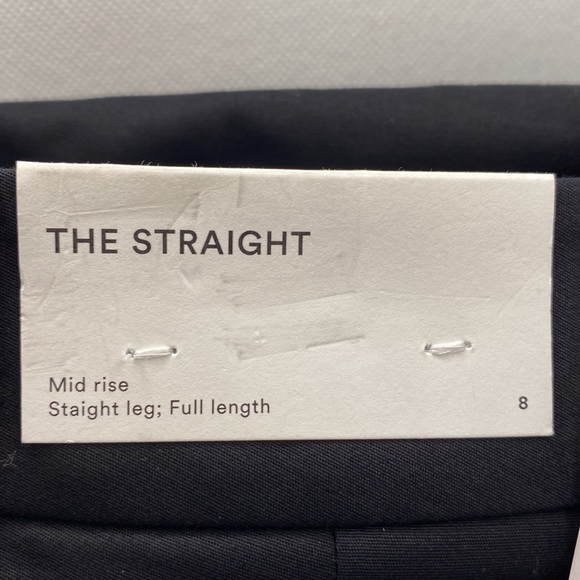 THE STRAIGHT
Mid rise
Staight leg; Full length
8